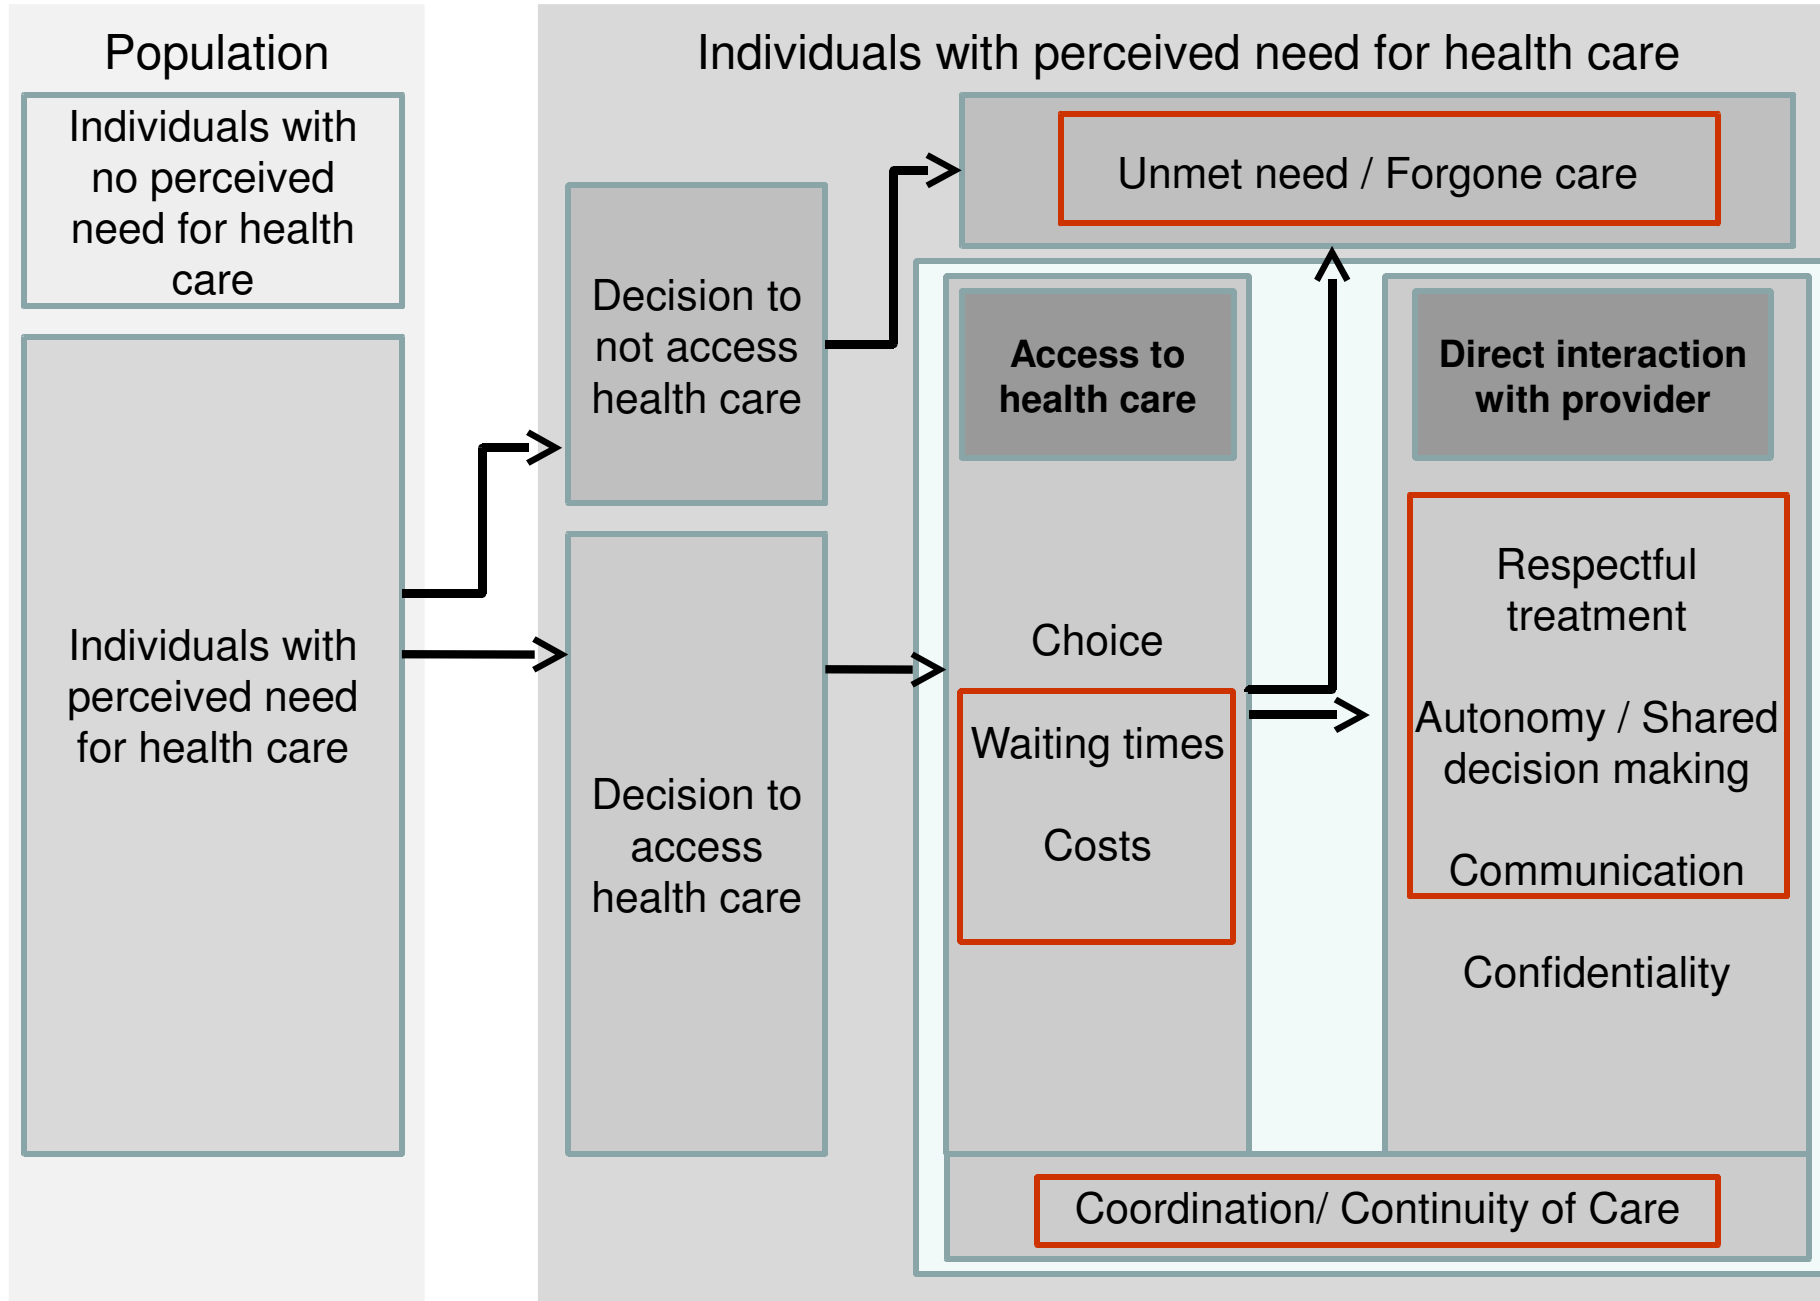 Population
Individuals with
no perceived
need for health
care
Individuals with
perceived need
for health care
Individuals with perceived need for health care
Decision to
not access
health care
Decision to
access
health care
Unmet need / Forgone care
Access to
health care
Choice
Waiting times
Costs
Direct interaction
with provider
Respectful
treatment
Autonomy / Shared
decision making
Communication
Confidentiality
Coordination/ Continuity of Care